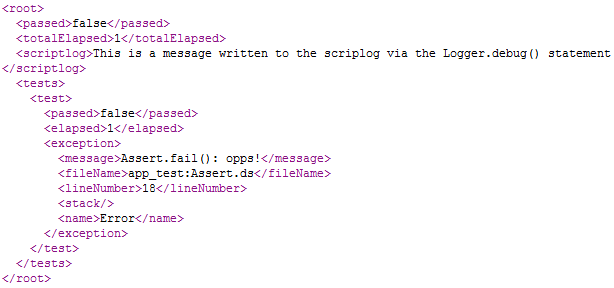 <root>
<passed>false</passed>
<totalElapsed>1</totalElapsed>
<scriptlog>This is a message written to the scriplog via the Logger.debug() statement
</scriptlog>
<tests>
<test>
<passed>false</passed>
<elapsed>1</elapsed>
<exception>
<message>Assert.fail(): opps!</message>
<fileName>app_test:Assert.ds</fileName>
<lineNumber>18</lineNumber>
<stack/>
<name>Error</name>
</exception>
</test>
</tests>
</root>